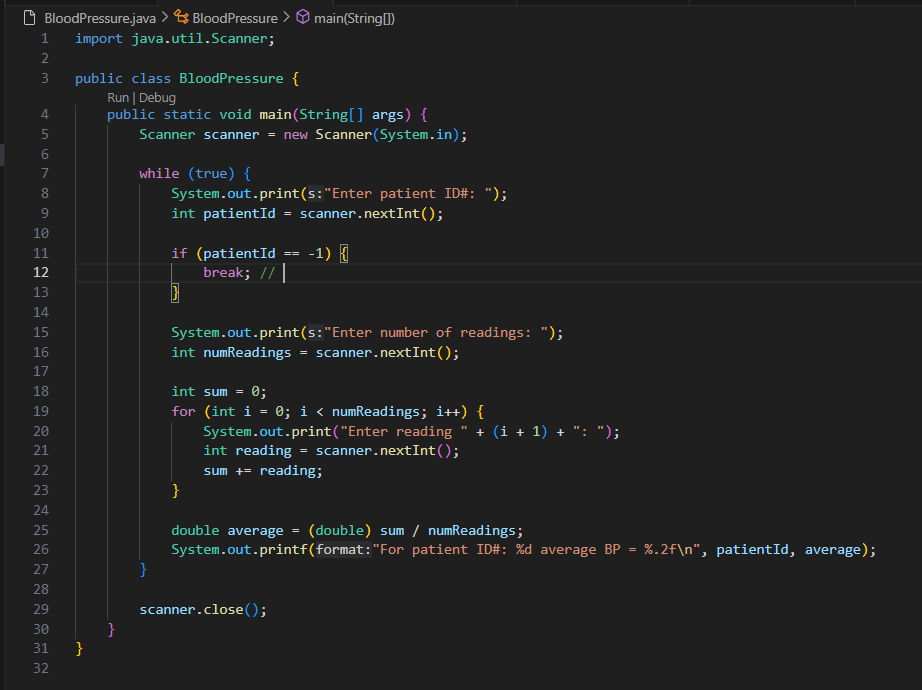 BloodPressure.java > BloodPressure > main(String[])
1 import java.util.Scanner;
2
3 public class BloodPressure {
Run | Debug
4 public static void main(String[] args) {
5 Scanner scanner = new Scanner(System.in);
6
7 while (true) {
8 System.out.print(s:"Enter patient ID#: ");
9 int patientId = scanner.nextInt();
10
11 if (patientId == -1) {
12 break; //
13 }
14
15 System.out.print(s:"Enter number of readings: ");
16 int numReadings = scanner.nextInt();
17
18 int sum = 0;
19 for (int i = 0; i < numReadings; i++) {
20 System.out.print("Enter reading " + (i + 1) + ": ");
21 int reading = scanner.nextInt();
22 sum += reading;
23 }
24
25 double average = (double) sum / numReadings;
26 System.out.printf(format:"For patient ID#: %d average BP = %.2f\n", patientId, average);
27 }
28
29 scanner.close();
30 }
31 }
32